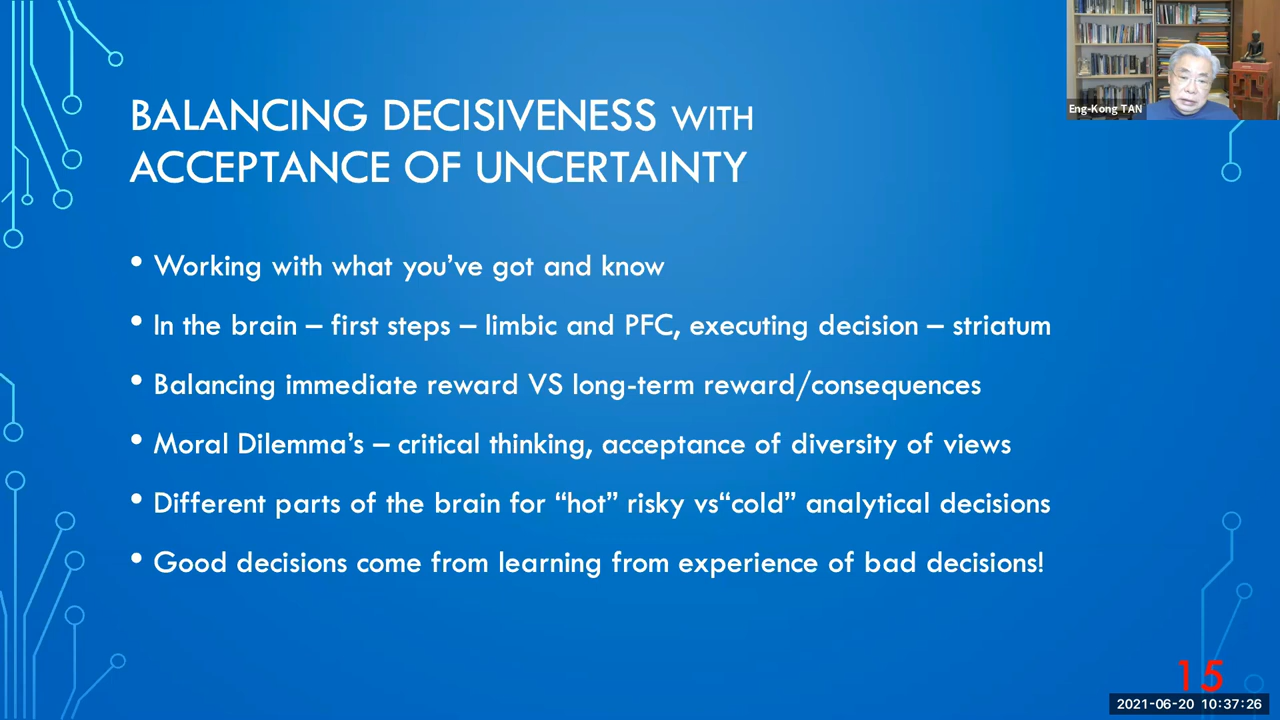 BALANCING DECISIVENESS WITH
ACCEPTANCE OF UNCERTAINTY
• Working with what you’ve got and know
• In the brain – first steps – limbic and PFC, executing decision – striatum
• Balancing immediate reward VS long-term reward/consequences
• Moral Dilemma’s – critical thinking, acceptance of diversity of views
• Different parts of the brain for “hot” risky vs“cold” analytical decisions
• Good decisions come from learning from experience of bad decisions!
Eng-Kong TAN
15
2021-06-20 10:37:26